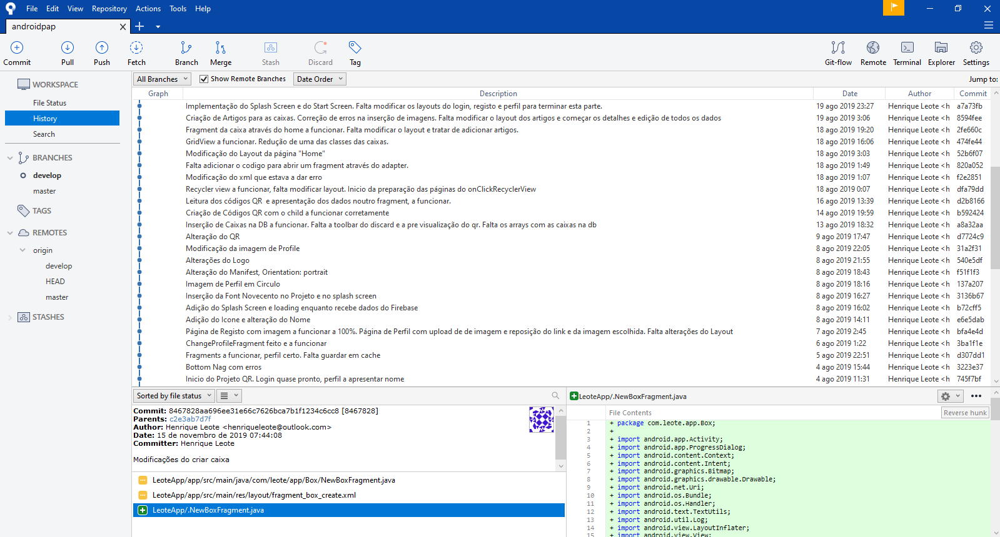 File Edit View Repository Actions Tools Help
androidpap
Commit Pull Push Fetch Branch Merge Stash Discard Tag Git-flow Remote Terminal Explorer Settings
WORKSPACE
File Status
History
Search
BRANCHES
develop
master
TAGS
REMOTES
origin
develop
HEAD
master
STASHES
All Branches Show Remote Branches Date Order Jump to:
Graph Description Date Author Commit
Implementação do Splash Screen e do Start Screen. Falta modificar os layouts do login, registo e perfil para terminar esta parte. 19 ago 2019 23:27 Henrique Leote <h a7a73fb
Criação de Artigos para as caixas. Correção de erros na inserção de imagens. Falta modificar o layout dos artigos e começar os detalhes e edição de todos os dados 19 ago 2019 3:06 Henrique Leote <h 8594fee
Fragment da caixa através do home a funcionar. Falta modificar o layout e tratar de adicionar artigos. 18 ago 2019 19:20 Henrique Leote <h 2fe660c
GridView a funcionar. Redução de uma das classes das caixas. 18 ago 2019 16:06 Henrique Leote <h 474fe44
Modificação do Layout da página "Home" 18 ago 2019 3:03 Henrique Leote <h 52b6f07
Falta adicionar o codigo para abrir um fragment através do adapter. 18 ago 2019 1:49 Henrique Leote <h 820a052
Modificação do xml que estava a dar erro 18 ago 2019 1:07 Henrique Leote <h f2e2851
Recycler view a funcionar, falta modificar layout. Inicio da preparação das páginas do onClickRecyclerView 18 ago 2019 0:07 Henrique Leote <h dfa79dd
Leitura dos códigos QR e apresentação dos dados noutro fragment, a funcionar. 16 ago 2019 13:39 Henrique Leote <h d2b8166
Criação de Códigos QR com o child a funcionar corretamente 14 ago 2019 19:59 Henrique Leote <h b592424
Inserção de Caixas na DB a funcionar. Falta a toolbar do discard e a pre visualização do qr. Falta os arrays com as caixas na db 13 ago 2019 18:32 Henrique Leote <h a8a32aa
Alteração do QR 9 ago 2019 17:47 Henrique Leote <h d7724c9
Modificação da imagem de Profile 8 ago 2019 22:05 Henrique Leote <h 31a2f31
Alterações do Logo 8 ago 2019 21:55 Henrique Leote <h 540e5df
Alteração do Manifest, Orientation: portrait 8 ago 2019 18:43 Henrique Leote <h f51f1f3
Imagem de Perfil em Circulo 8 ago 2019 18:16 Henrique Leote <h 137a207
Inserção da Font Novecento no Projeto e no splash screen 8 ago 2019 16:27 Henrique Leote <h 3136b67
Adição do Splash Screen e loading enquanto recebe dados do Firebase 8 ago 2019 16:02 Henrique Leote <h b72cff5
Adição do Icone e alteração do Nome 8 ago 2019 14:11 Henrique Leote <h e6e5dab
Página de Registo com imagem a funcionar a 100%. Página de Perfil com upload de de imagem e reposição do link e da imagem escolhida. Falta alterações do Layout 7 ago 2019 2:45 Henrique Leote <h bfa4e4d
ChangeProfileFragment feito e a funcionar 6 ago 2019 1:22 Henrique Leote <h 3ba1f1e
Fragments a funcionar, perfil certo. Falta guardar em cache 5 ago 2019 22:51 Henrique Leote <h d307dd1
Bottom Nag com erros 4 ago 2019 15:44 Henrique Leote <h 3223e37
Inicio do Projeto QR. Login quase pronto, perfil a apresentar nome 4 ago 2019 11:31 Henrique Leote <h 745f7bf
Sorted by file status
Commit: 8467828aa696ee31e66c7626bca7b1f1234c6cc8 [8467828]
Parents: c2e3ab7d7f
Author: Henrique Leote <henriqueleote@outlook.com>
Date: 15 de novembro de 2019 07:44:08
Committer: Henrique Leote
Modificações do criar caixa
LeoteApp/app/src/main/java/com/leote/app/Box/NewBoxFragment.java
LeoteApp/app/src/main/res/layout/fragment_box_create.xml
LeoteApp/.NewBoxFragment.java
LeoteApp/.NewBoxFragment.java
File Contents Reverse hunk
1 + package com.leote.app.Box;
2 +
3 + import android.app.Activity;
4 + import android.app.ProgressDialog;
5 + import android.content.Context;
6 + import android.content.Intent;
7 + import android.graphics.Bitmap;
8 + import android.graphics.drawable.Drawable;
9 + import android.net.Uri;
10 + import android.os.Bundle;
11 + import android.os.Handler;
12 + import android.text.TextUtils;
13 + import android.util.Log;
14 + import android.view.LayoutInflater;
15 + import android.view.View;